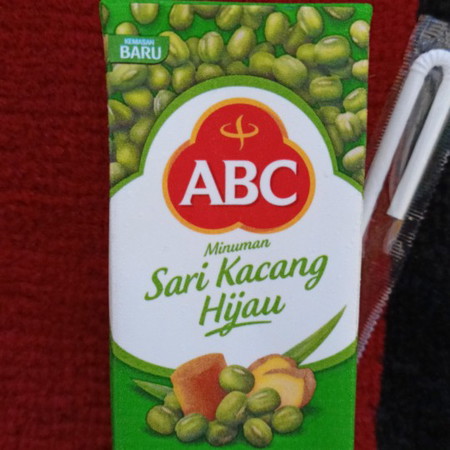 KEMASAN
BARU
ABC
Minuman
Sari Kacang
Hijau